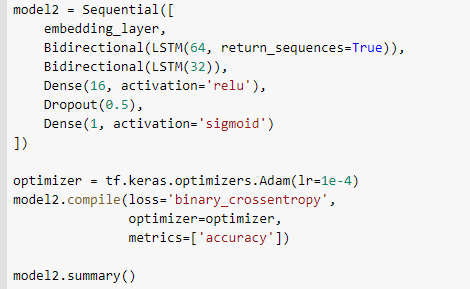 model2 = Sequential([
    embedding_layer,
    Bidirectional(LSTM(64, return_sequences=True)),
    Bidirectional(LSTM(32)),
    Dense(16, activation='relu'),
    Dropout(0.5),
    Dense(1, activation='sigmoid')
])

optimizer = tf.keras.optimizers.Adam(lr=1e-4)
model2.compile(loss='binary_crossentropy',
               optimizer=optimizer,
               metrics=['accuracy'])

model2.summary()